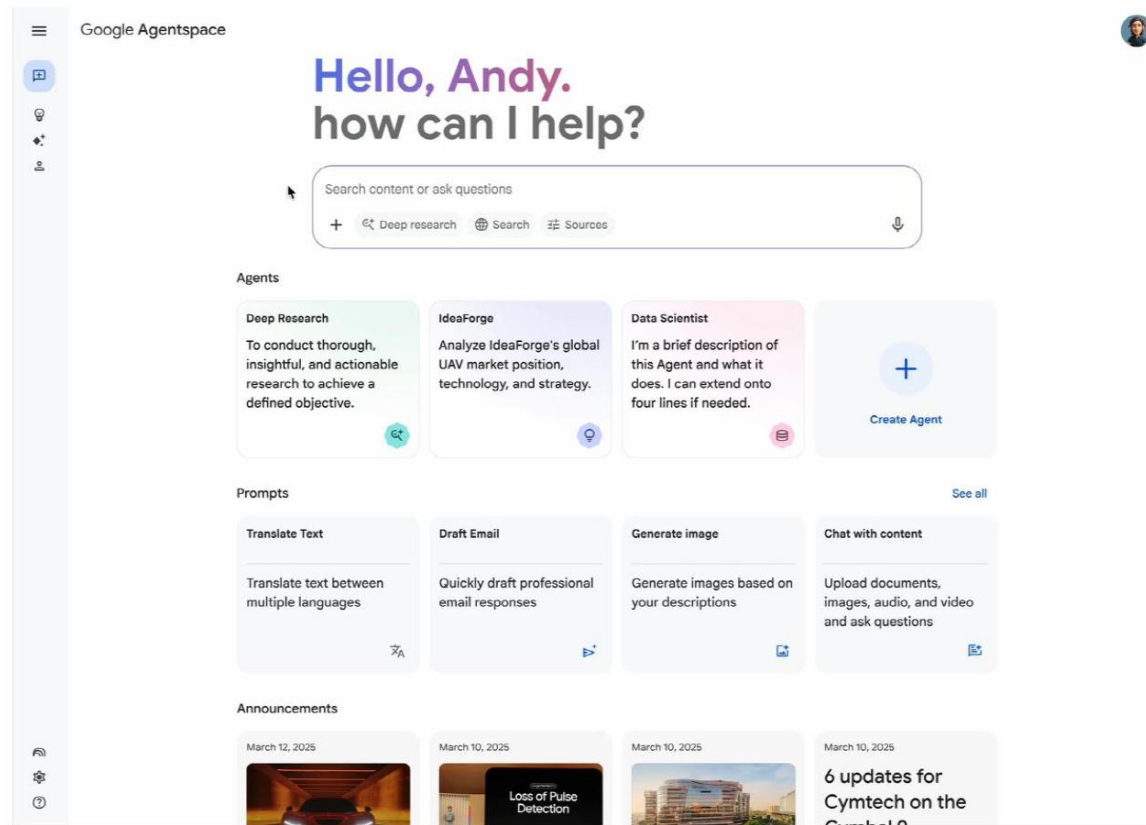 Google Agentspace
Hello, Andy.
how can I help?
Search content or ask questions
Deep research
Search
Sources
Agents
Deep Research
To conduct thorough,
insightful, and actionable
research to achieve a
defined objective.
IdeaForge
Analyze IdeaForge's global
UAV market position,
technology, and strategy.
Data Scientist
I'm a brief description of
this Agent and what it
does. I can extend onto
four lines if needed.
Create Agent
Prompts
See all
Translate Text
Translate text between
multiple languages
Draft Email
Quickly draft professional
email responses
Generate image
Generate images based on
your descriptions
Chat with content
Upload documents,
images, audio, and video
and ask questions
Announcements
March 12, 2025
March 10, 2025
Loss of Pulse
Detection
March 10, 2025
March 10, 2025
6 updates for
Cymtech on the